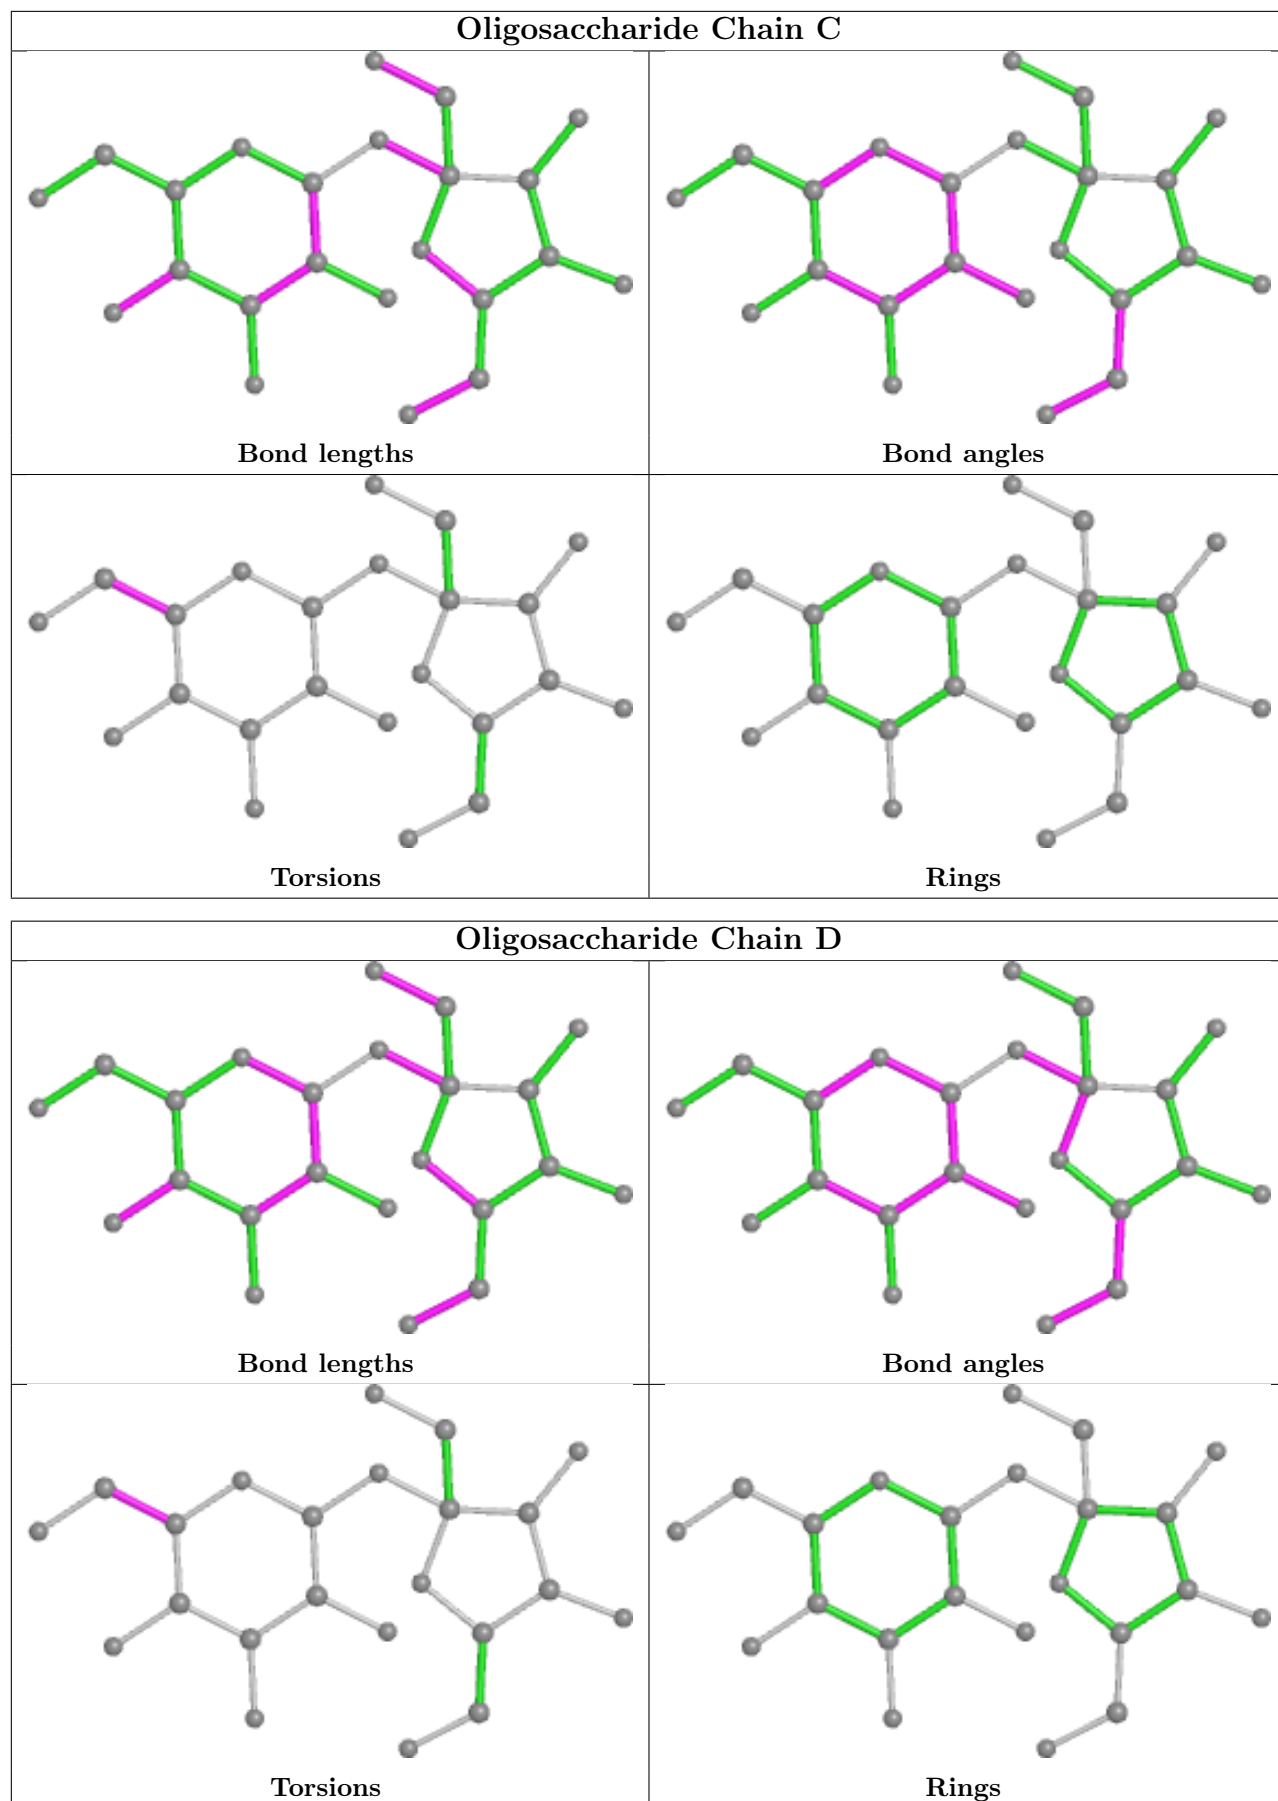 Oligosaccharide Chain C
Bond lengths
Bond angles
Torsions
Rings
Oligosaccharide Chain D
Bond lengths
Bond angles
Torsions
Rings